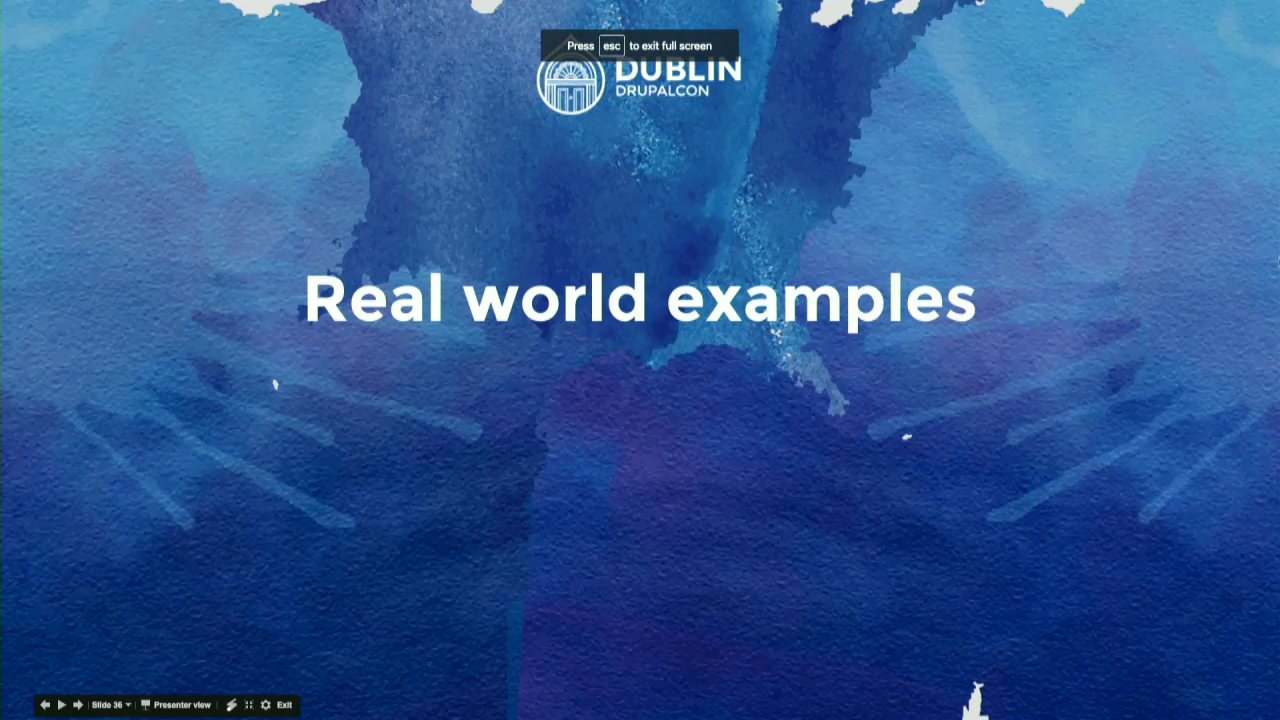 Press esc to exit full screen
DUBLIN
DRUPALCON
Real world examples
Slide 36
Presenter view
Exit